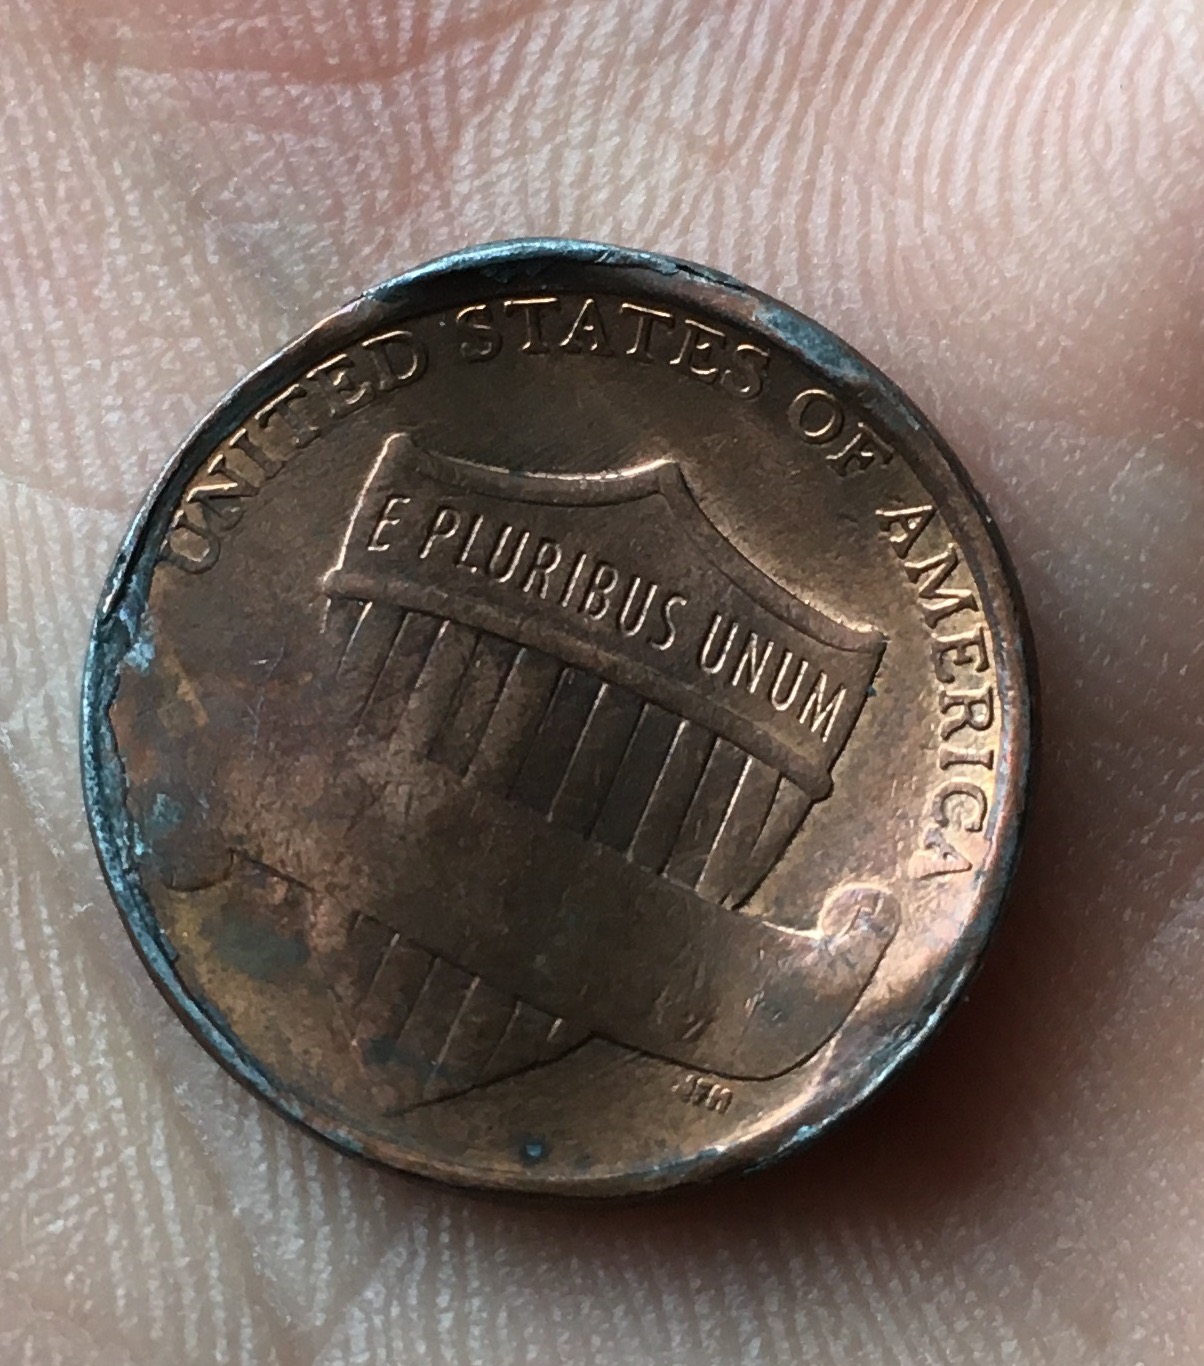 UNITED STATES OF AMERICA
E PLURIBUS UNUM